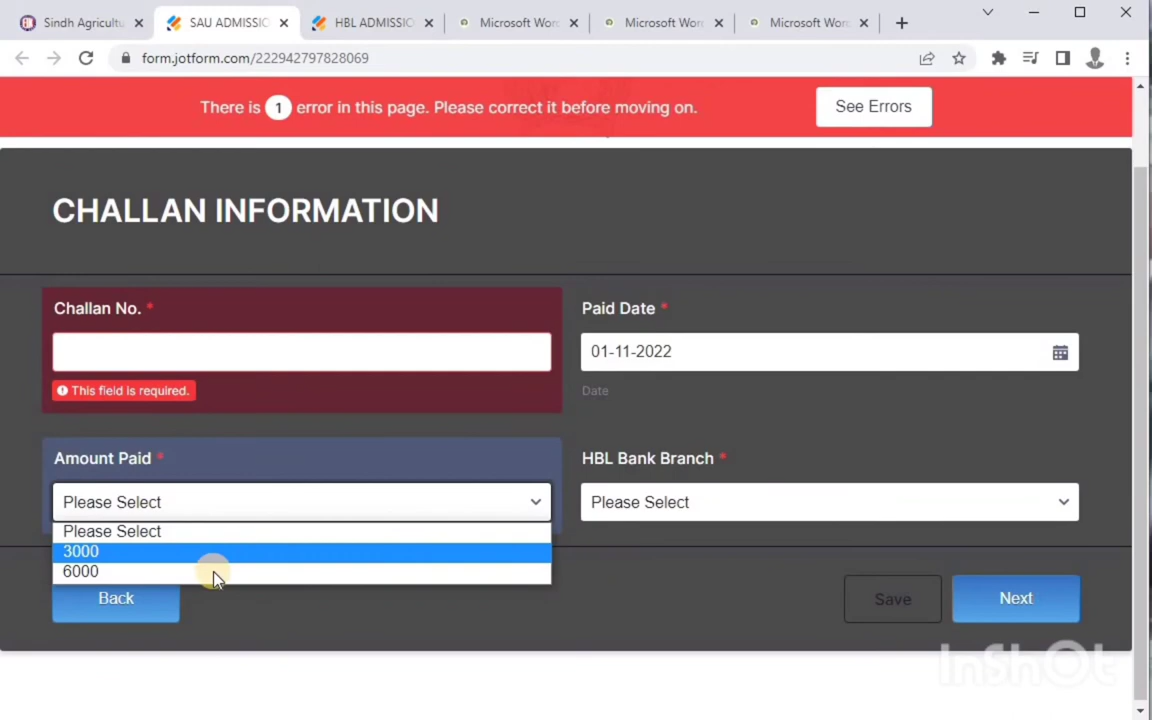 Sindh Agricultu
SAU ADMISSIO
HBL ADMISSIO
Microsoft Word
Microsoft Word
Microsoft Word
form.jotform.com/222942797828069
There is 1 error in this page. Please correct it before moving on.
See Errors
CHALLAN INFORMATION
Challan No. *
Paid Date *
01-11-2022
This field is required.
Date
Amount Paid *
HBL Bank Branch *
Please Select
Please Select
Please Select
3000
6000
Back
Save
Next
InShOt